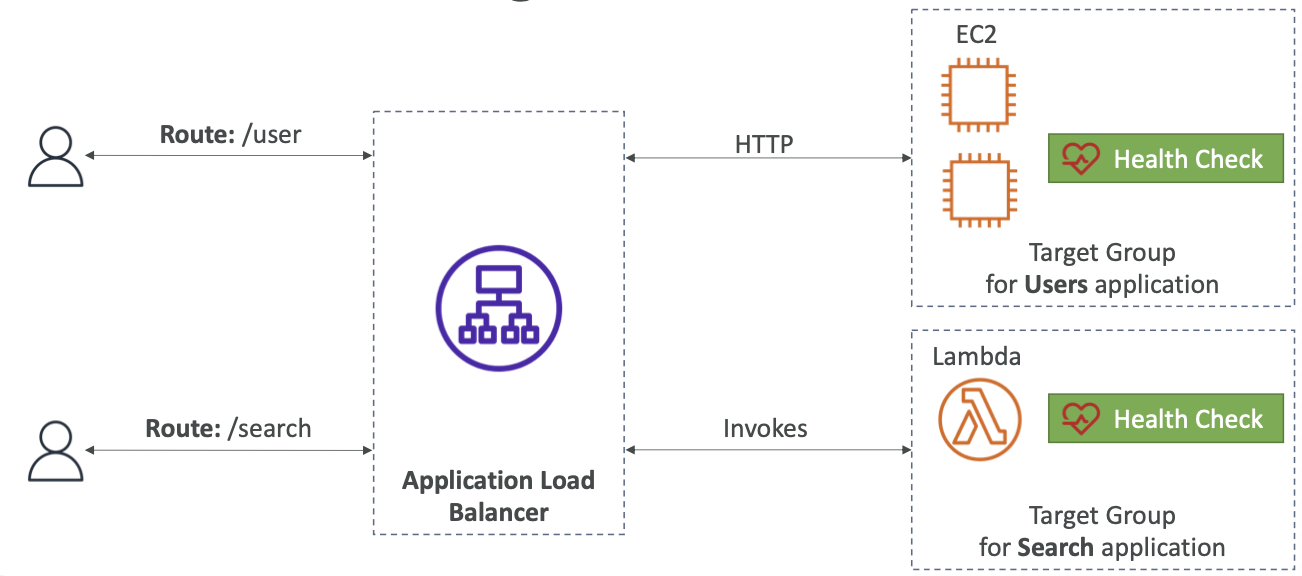 EC2
Route: /user
HTTP
Health Check
Target Group
for Users application
Lambda
Route: /search
Invokes
Health Check
Application Load
Balancer
Target Group
for Search application